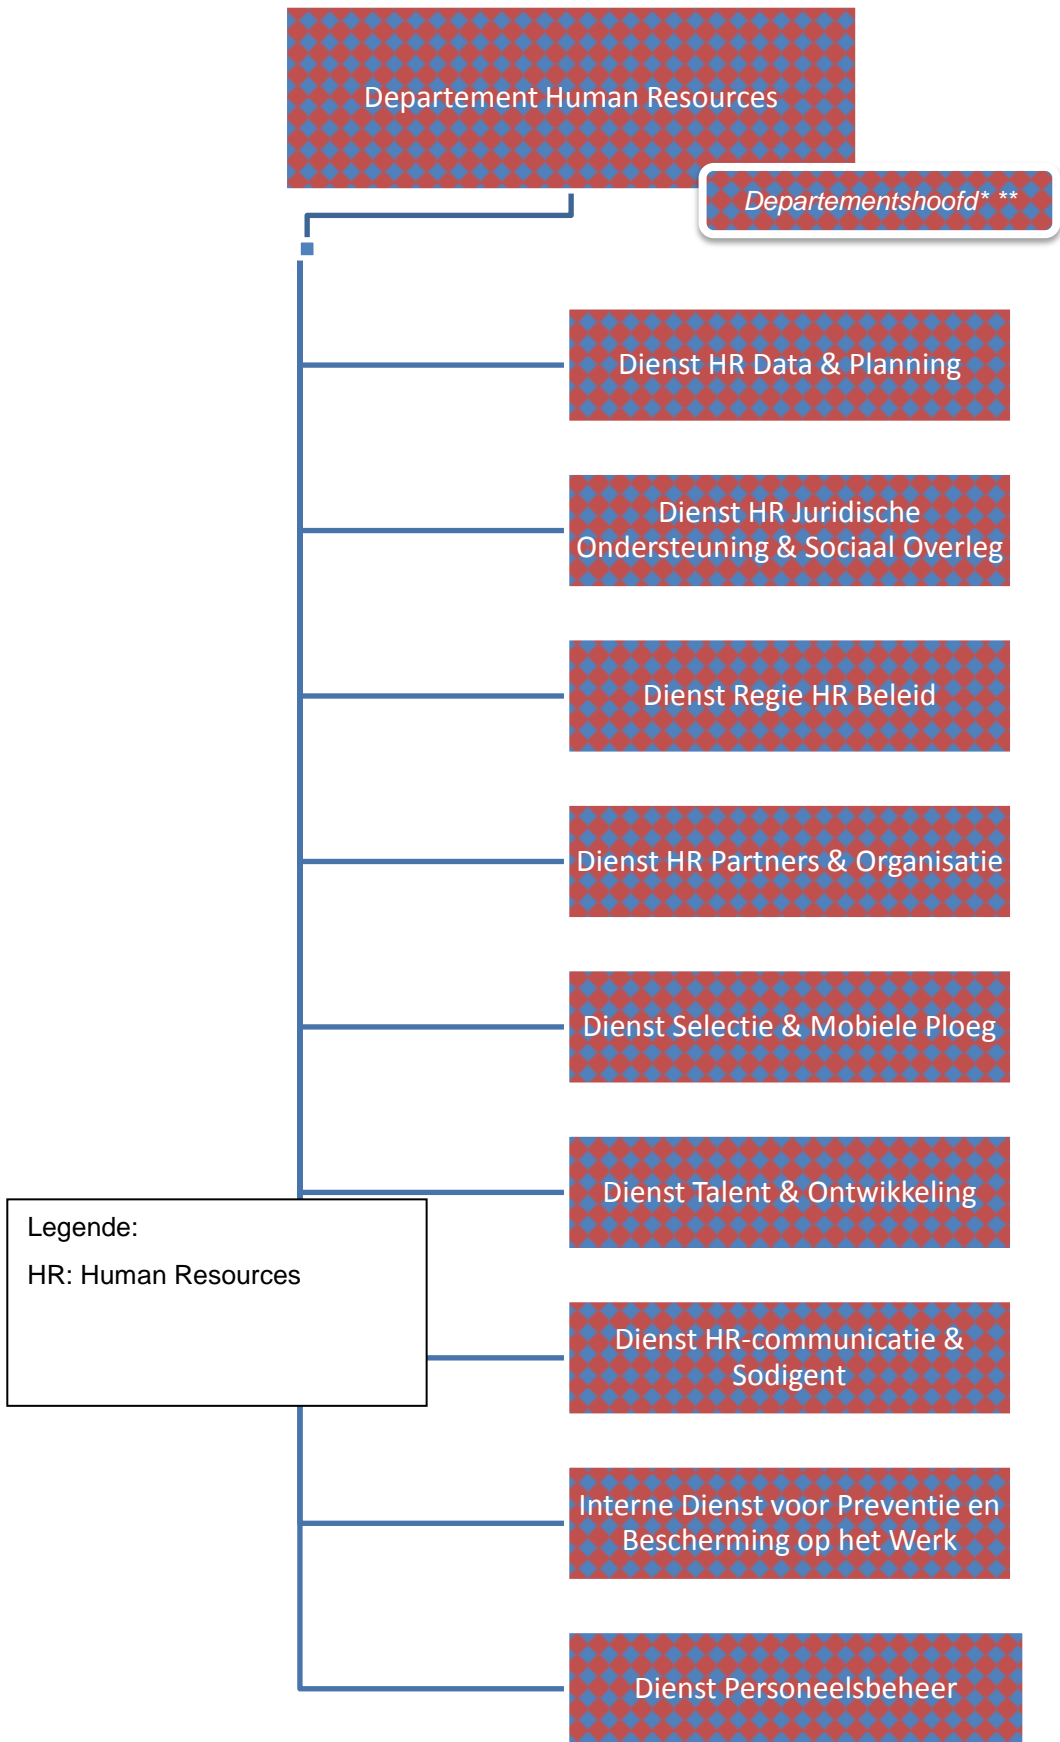 Departement Human Resources
Departementshoofd* **
Dienst HR Data & Planning
Dienst HR Juridische
Ondersteuning & Sociaal Overleg
Dienst Regie HR Beleid
Dienst HR Partners & Organisatie
Dienst Selectie & Mobiele Ploeg
Dienst Talent & Ontwikkeling
Legende:
HR: Human Resources
Dienst HR-communicatie &
Sodigent
Interne Dienst voor Preventie en
Bescherming op het Werk
Dienst Personeelsbeheer